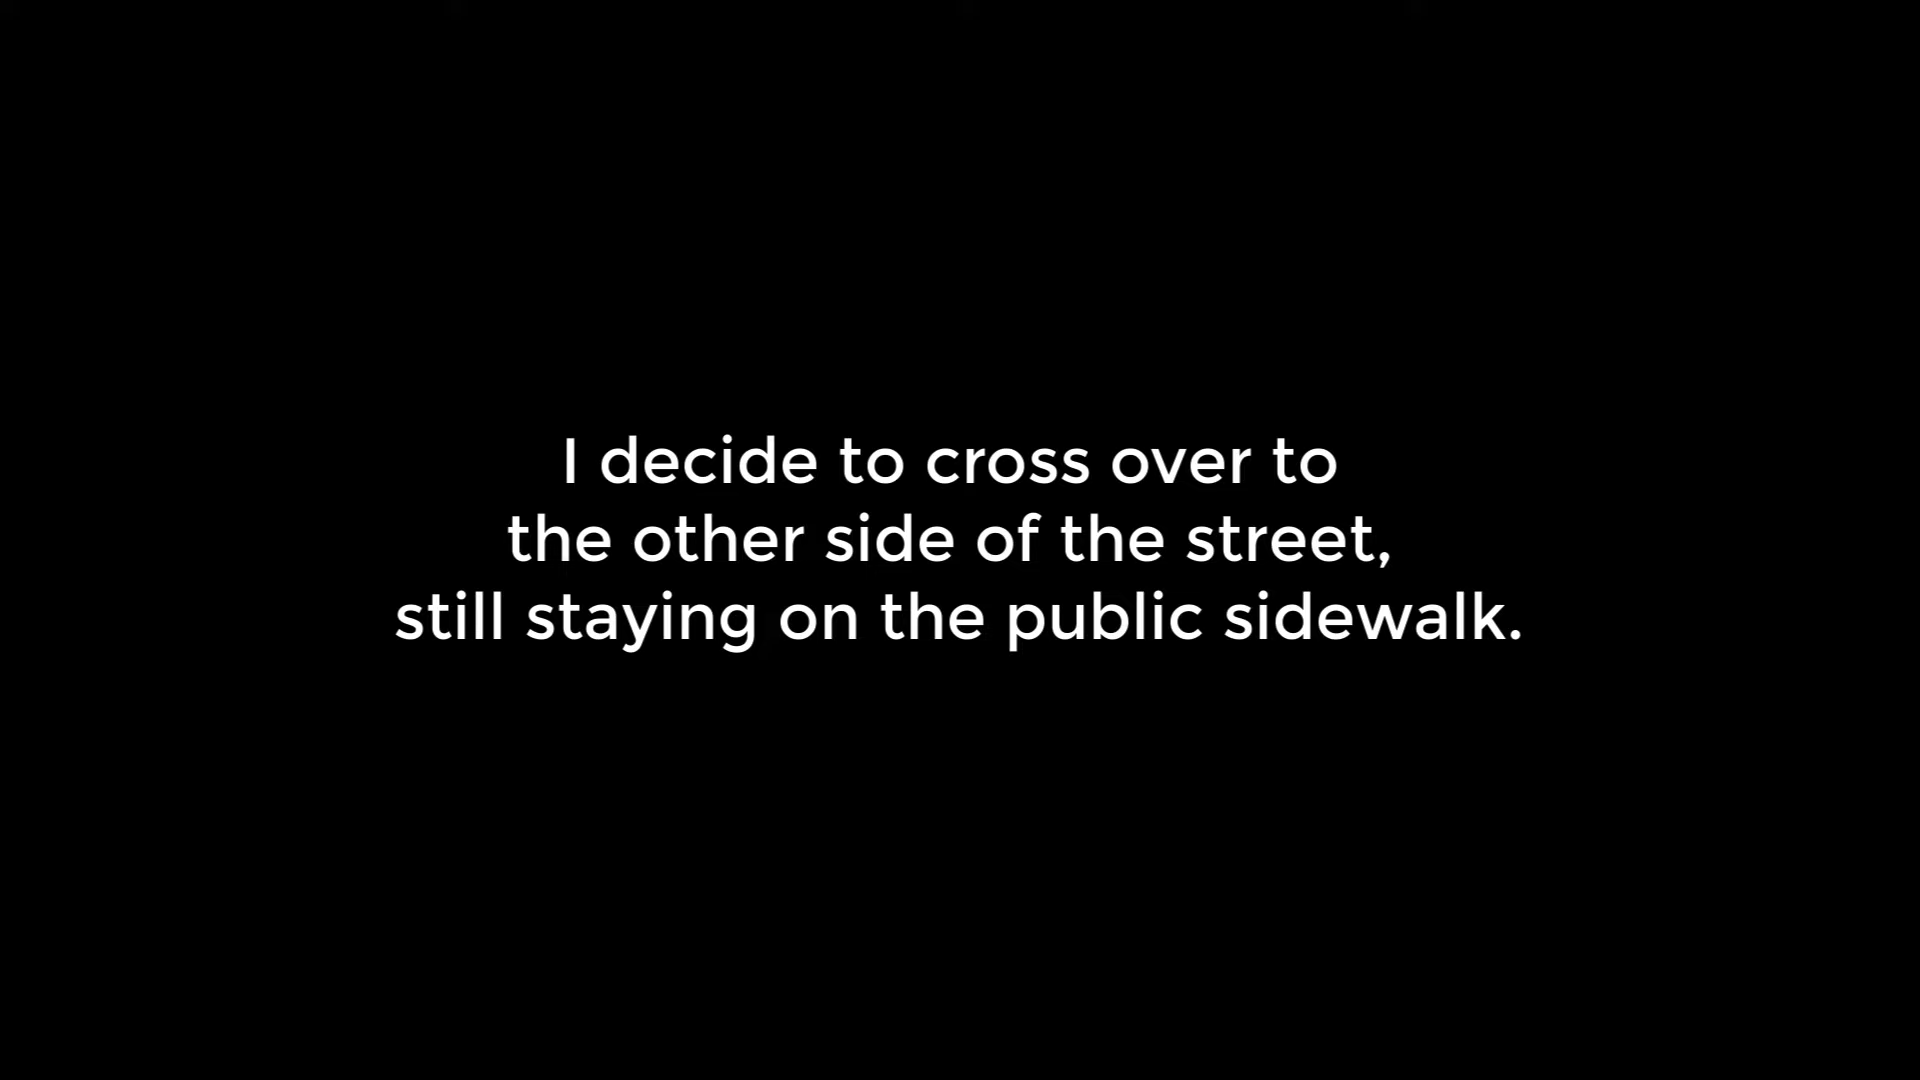 I decide to cross over to
the other side of the street,
still staying on the public sidewalk.